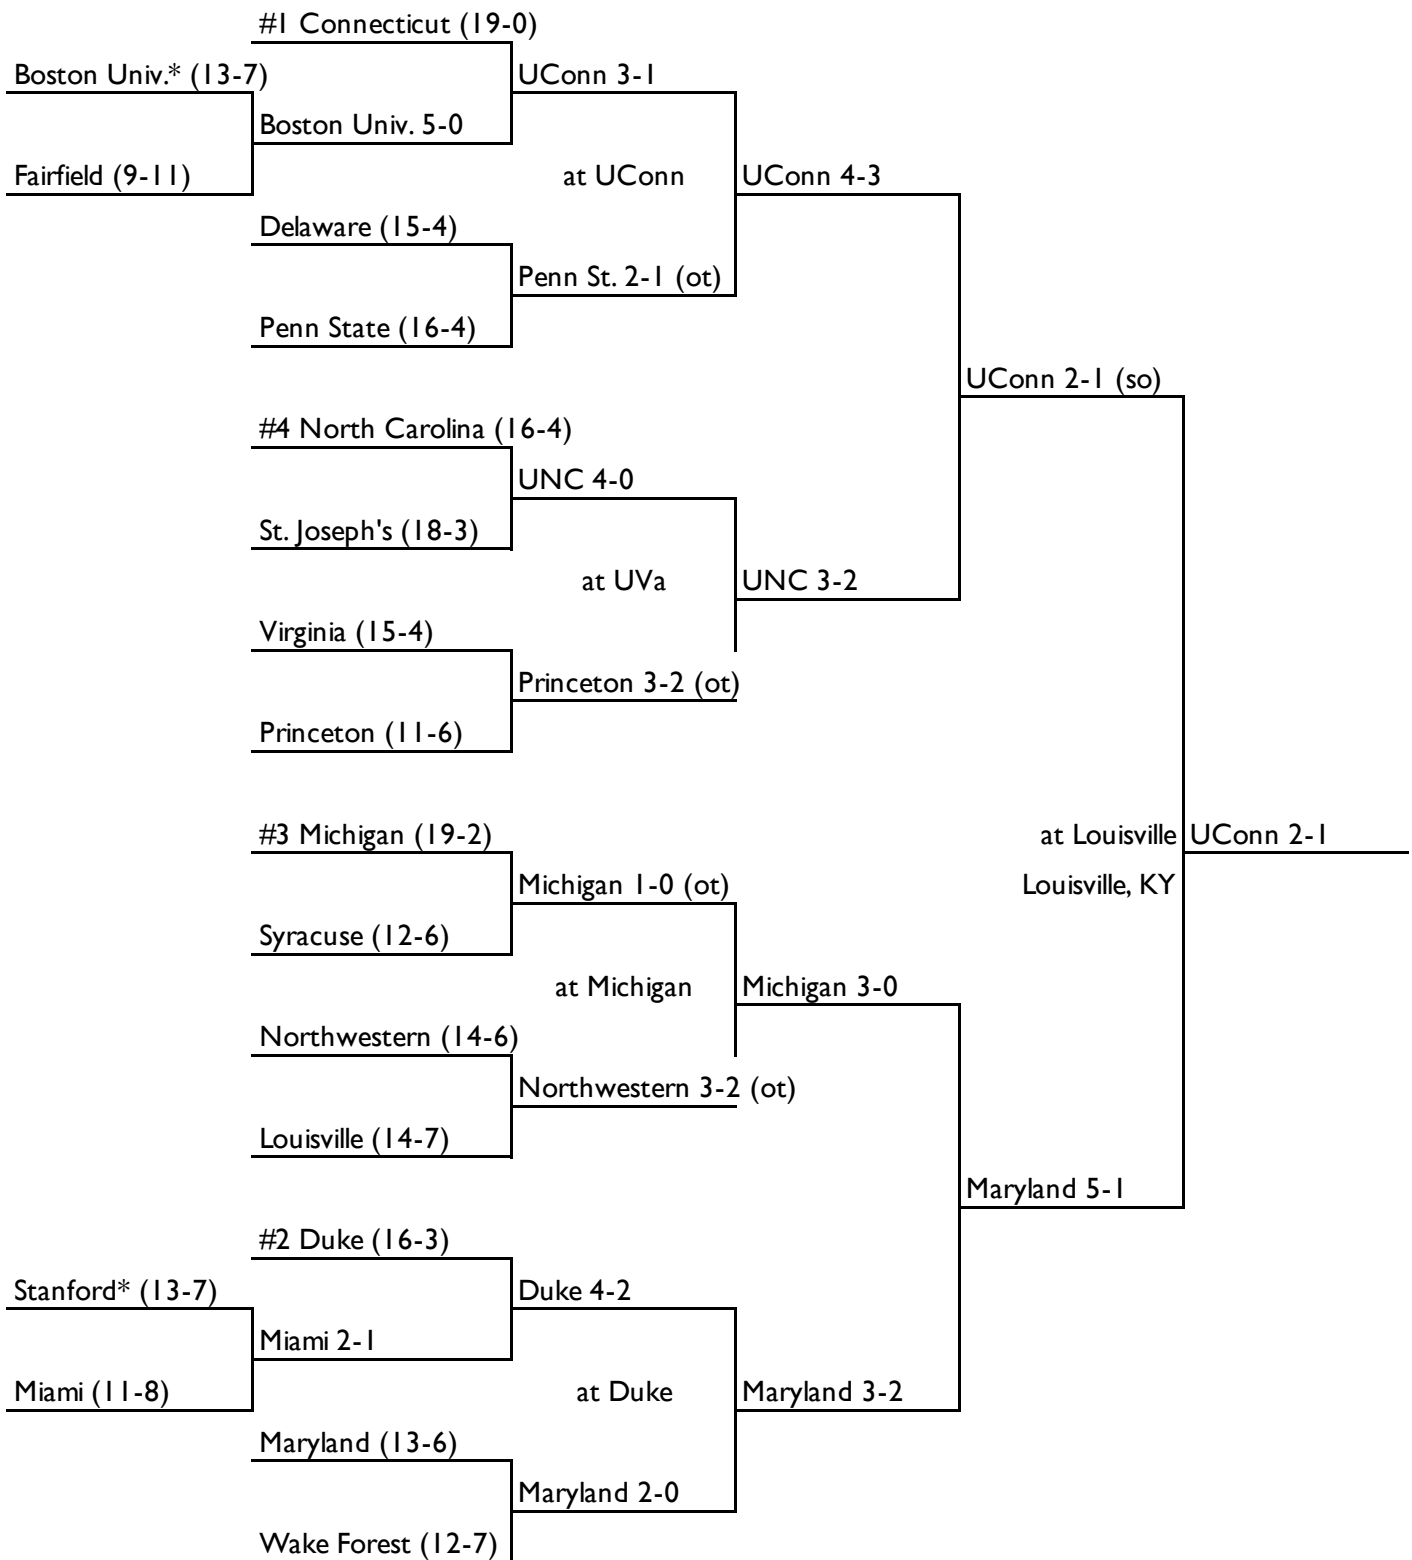 #1 Connecticut (19-0)
Boston Univ.* (13-7)
UConn 3-1
Boston Univ. 5-0
Fairfield (9-11)
at UConn
UConn 4-3
Delaware (15-4)
Penn St. 2-1 (ot)
Penn State (16-4)
UConn 2-1 (so)
#4 North Carolina (16-4)
UNC 4-0
St. Joseph's (18-3)
at UVa
UNC 3-2
Virginia (15-4)
Princeton 3-2 (ot)
Princeton (11-6)
#3 Michigan (19-2)
at Louisville
UConn 2-1
Michigan 1-0 (ot)
Louisville, KY
Syracuse (12-6)
at Michigan
Michigan 3-0
Northwestern (14-6)
Northwestern 3-2 (ot)
Louisville (14-7)
Maryland 5-1
#2 Duke (16-3)
Stanford* (13-7)
Duke 4-2
Miami 2-1
Miami (11-8)
at Duke
Maryland 3-2
Maryland (13-6)
Maryland 2-0
Wake Forest (12-7)